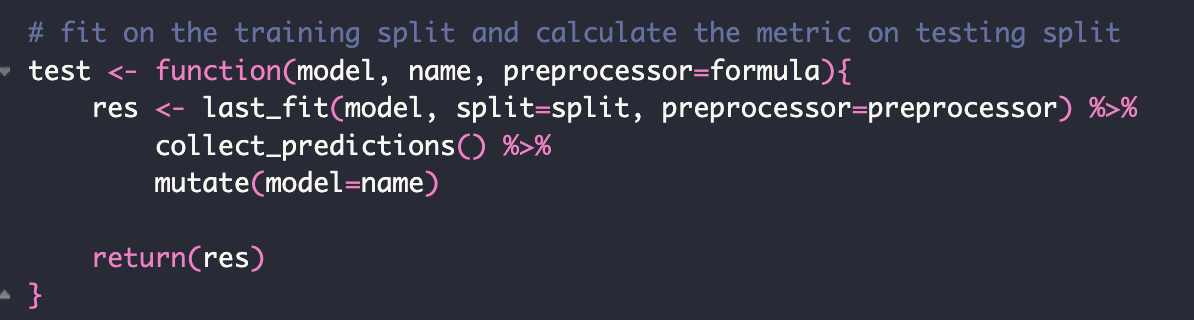 # fit on the training split and calculate the metric on testing split
test <- function(model, name, preprocessor=formula){
    res <- last_fit(model, split=split, preprocessor=preprocessor) %>%
        collect_predictions() %>%
        mutate(model=name)

    return(res)
}